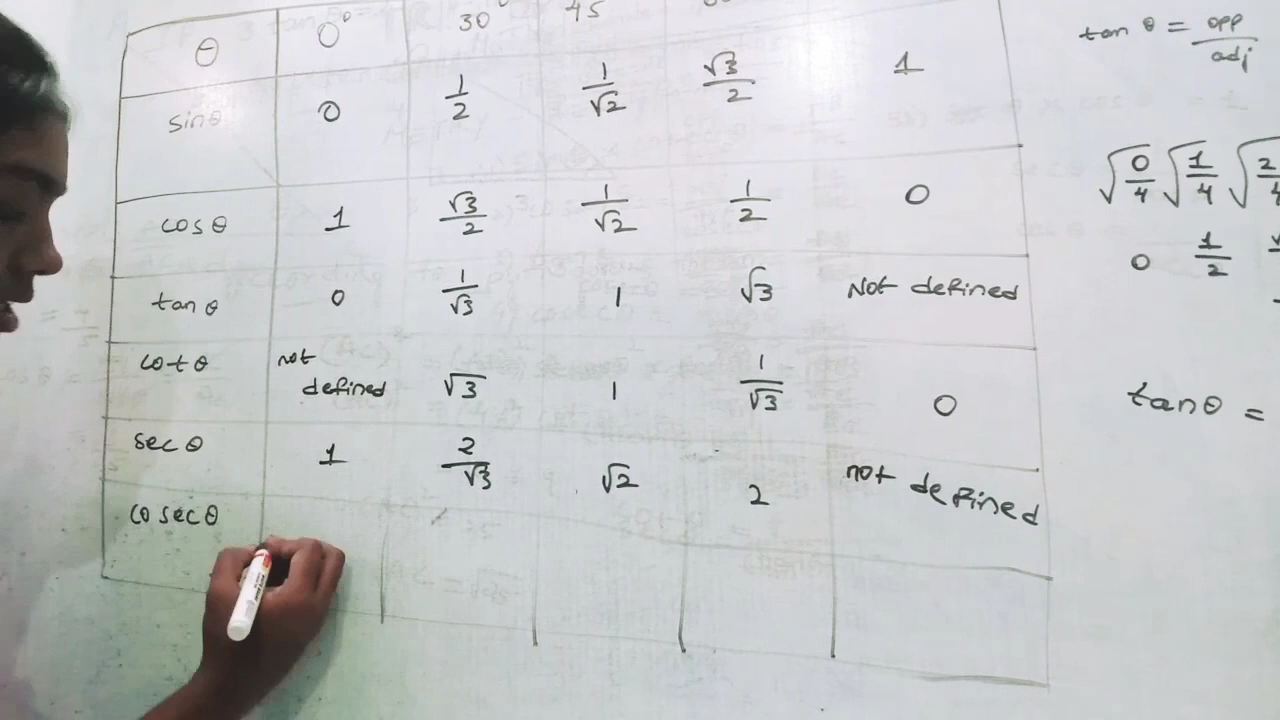 θ 0° 30° 45
sinθ 0 1/2 1/√2 √3/2 1
cosθ 1 √3/2 1/√2 1/2 0
tanθ 0 1/√3 1 √3 Not defined
cotθ not defined √3 1 1/√3 0
secθ 1 2/√3 √2 2 not defined
cosecθ
tan θ = opp/adj
√0/4 √1/4 √2/4
0 1/2
tanθ =